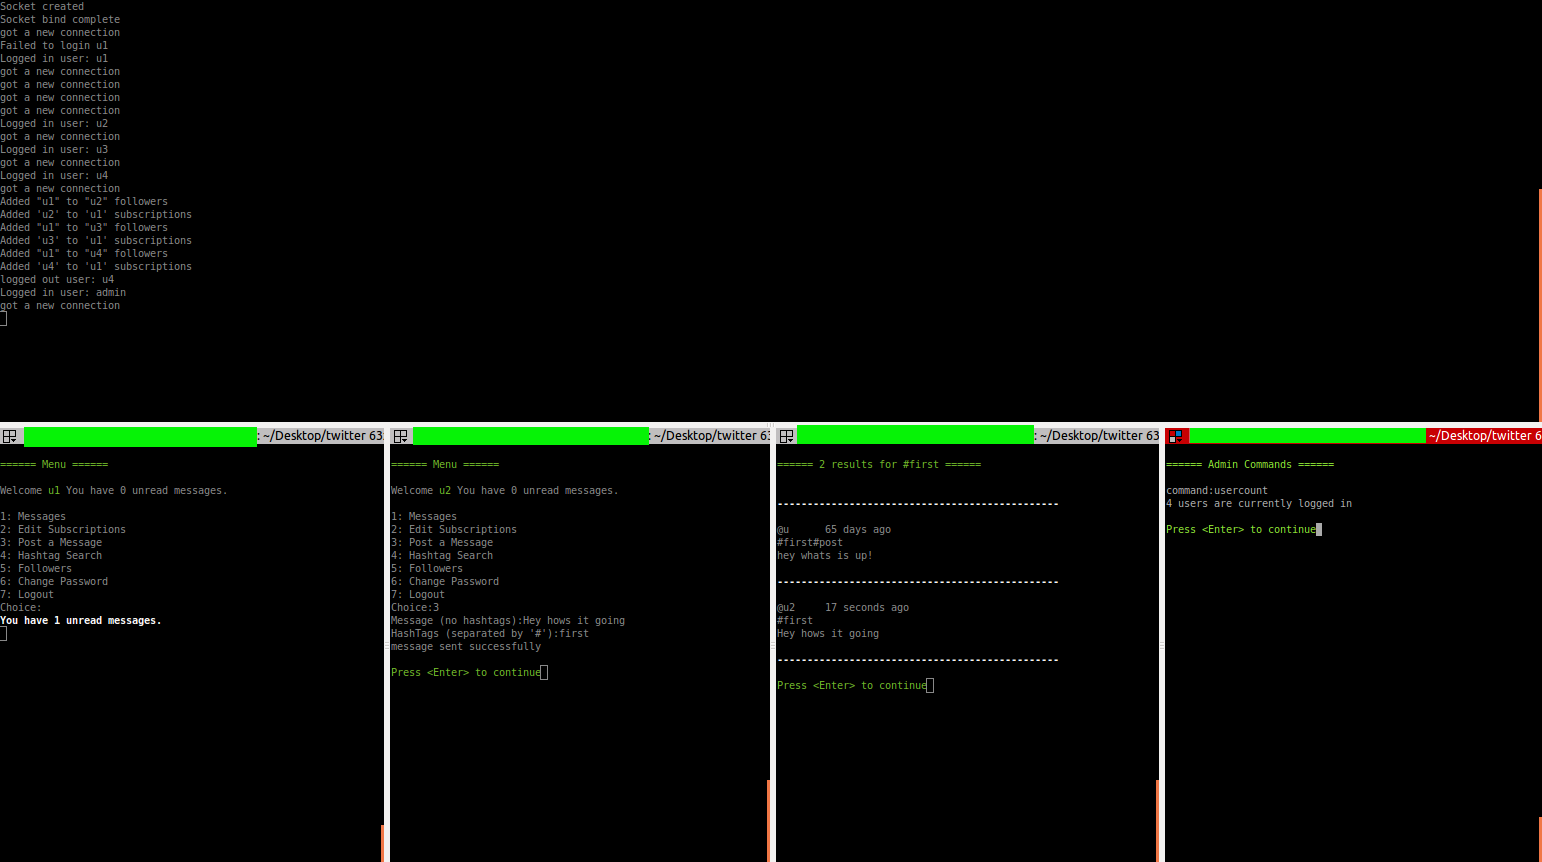 Socket created
Socket bind complete
got a new connection
Failed to login u1
Logged in user: u1
got a new connection
got a new connection
got a new connection
got a new connection
Logged in user: u2
got a new connection
Logged in user: u3
got a new connection
Logged in user: u4
got a new connection
Added "u1" to "u2" followers
Added 'u2' to 'u1' subscriptions
Added "u1" to "u3" followers
Added 'u3' to 'u1' subscriptions
Added "u1" to "u4" followers
Added 'u4' to 'u1' subscriptions
logged out user: u4
Logged in user: admin
got a new connection
: ~/Desktop/twitter 63
====== Menu ======
Welcome u1 You have 0 unread messages.
1: Messages
2: Edit Subscriptions
3: Post a Message
4: Hashtag Search
5: Followers
6: Change Password
7: Logout
Choice:
You have 1 unread messages.
: ~/Desktop/twitter 63
====== Menu ======
Welcome u2 You have 0 unread messages.
1: Messages
2: Edit Subscriptions
3: Post a Message
4: Hashtag Search
5: Followers
6: Change Password
7: Logout
Choice:3
Message (no hashtags):Hey hows it going
HashTags (separated by '#'):first
message sent successfully
Press <Enter> to continue
: ~/Desktop/twitter 63
====== 2 results for #first ======
-----------------------------------------------
@u      65 days ago
#first#post
hey whats is up!
-----------------------------------------------
@u2     17 seconds ago
#first
Hey hows it going
-----------------------------------------------
Press <Enter> to continue
~/Desktop/twitter 6
====== Admin Commands ======
command:usercount
4 users are currently logged in
Press <Enter> to continue